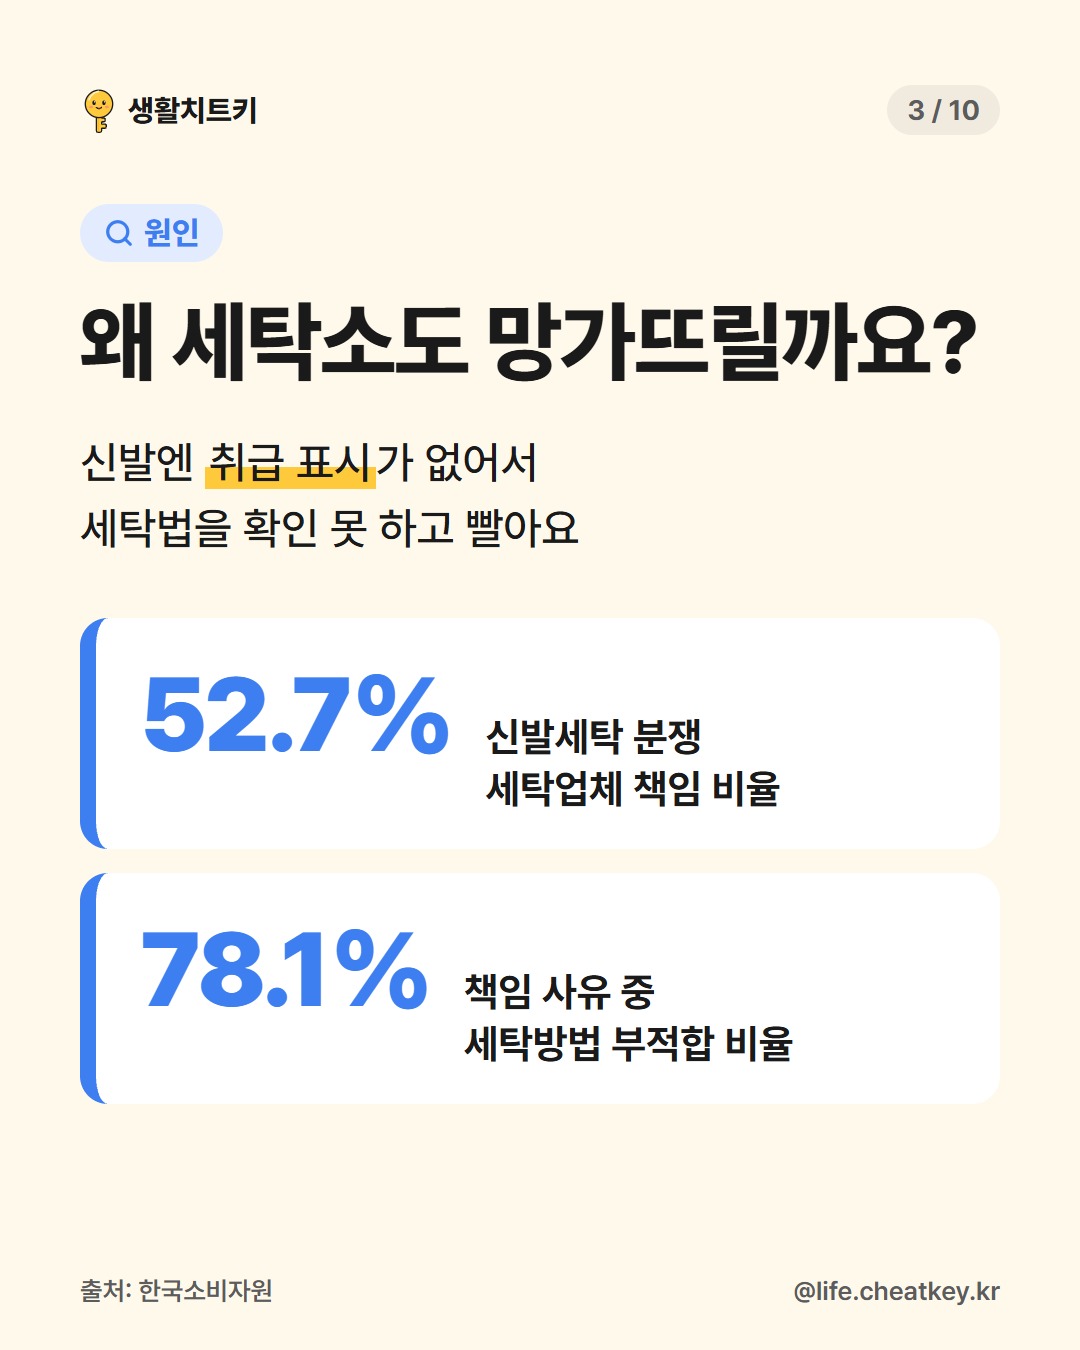 생활치트키
3 / 10
원인
왜 세탁소도 망가뜨릴까요?
신발엔 취급 표시가 없어서
세탁법을 확인 못 하고 빨아요
52.7%
신발세탁 분쟁
세탁업체 책임 비율
78.1%
책임 사유 중
세탁방법 부적합 비율
출처: 한국소비자원
@life.cheatkey.kr